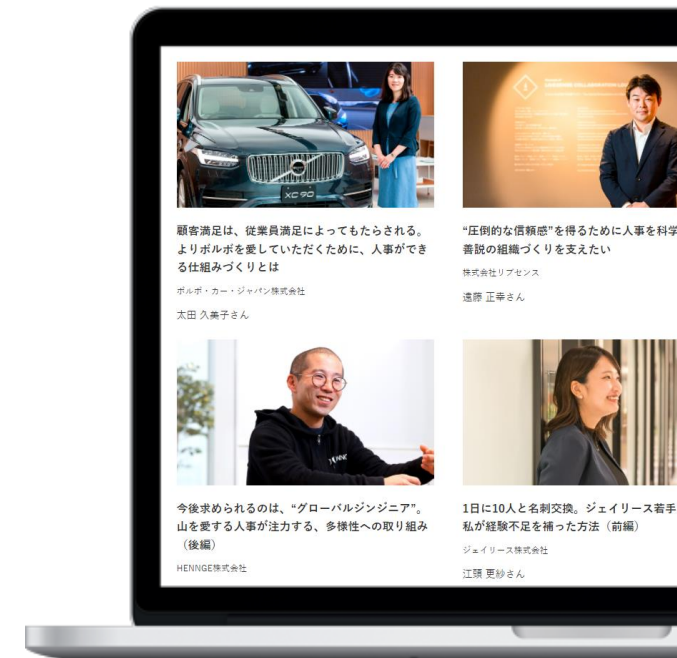 XC90
顧客満足は、従業員満足によってもたらされる。
よりボルボを愛していただくために、人事ができ
る仕組みづくりとは
ボルボ・カー・ジャパン株式会社
太田 久美子さん
“圧倒的な信頼感”を得るために人事を科学
善説の組織づくりを支えたい
株式会社リブセンス
遠藤 正幸さん
今後求められるのは、“グローバルジンジニア”。
山を愛する人事が注力する、多様性への取り組み
（後編）
HENNGE株式会社
1日に10人と名刺交換。ジェイリース若手
私が経験不足を補った方法（前編）
ジェイリース株式会社
江頭 更紗さん